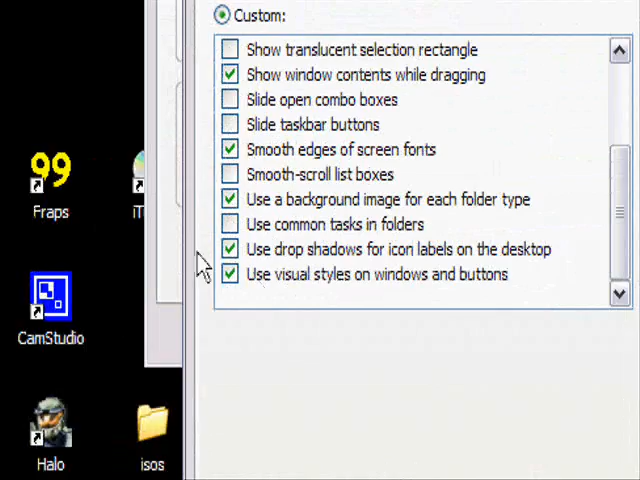 Custom:
Show translucent selection rectangle
Show window contents while dragging
Slide open combo boxes
Slide taskbar buttons
Smooth edges of screen fonts
Smooth-scroll list boxes
Use a background image for each folder type
Use common tasks in folders
Use drop shadows for icon labels on the desktop
Use visual styles on windows and buttons
99
Fraps
iT
CamStudio
Halo
isos